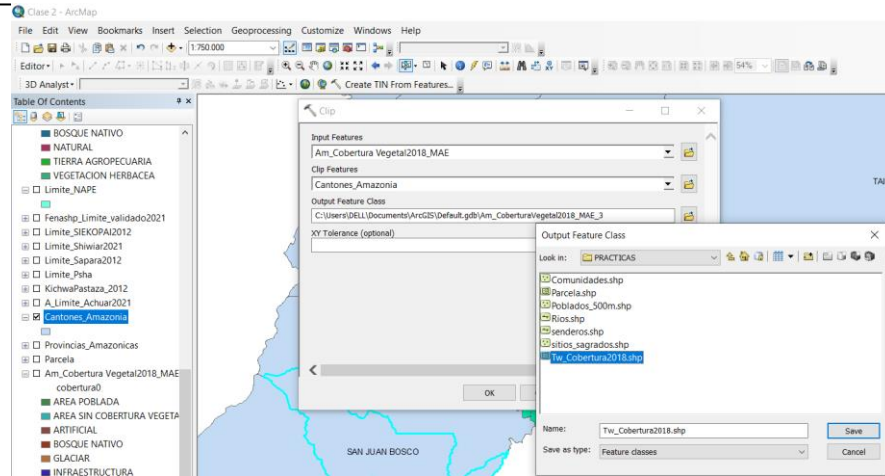 Clase 2 - ArcMap
File Edit View Bookmarks Insert Selection Geoprocessing Customize Windows Help
1:750.000
Editor
54%
3D Analyst
Create TIN From Features...
Table Of Contents
BOSQUE NATIVO
NATURAL
TIERRA AGROPECUARIA
VEGETACION HERBACEA
Limite_NAPE
Fenashp_Limite_validado2021
Limite_SIEKOPAI2012
Limite_Shiwiar2021
Limite_Sapara2012
Limite_Psha
KichwaPastaza_2012
A_Limite_Achuar2021
Cantones_Amazonia
Provincias_Amazonicas
Parcela
Am_Cobertura Vegetal2018_MAE
cobertura0
AREA POBLADA
AREA SIN COBERTURA VEGETA
ARTIFICIAL
BOSQUE NATIVO
GLACIAR
INFRAESTRUCTURA
Clip
Input Features
Am_Cobertura Vegetal2018_MAE
Clip Features
Cantones_Amazonia
Output Feature Class
C:\Users\DELL\Documents\ArcGIS\Default.gdb\Am_CoberturaVegetal2018_MAE_3
XY Tolerance (optional)
OK
Output Feature Class
Look in: PRACTICAS
Comunidades.shp
Parcela.shp
Poblados_500m.shp
Rios.shp
senderos.shp
sitios_sagrados.shp
Tw_Cobertura2018.shp
Name: Tw_Cobertura2018.shp Save
Save as type: Feature classes Cancel
SAN JUAN BOSCO
TAI